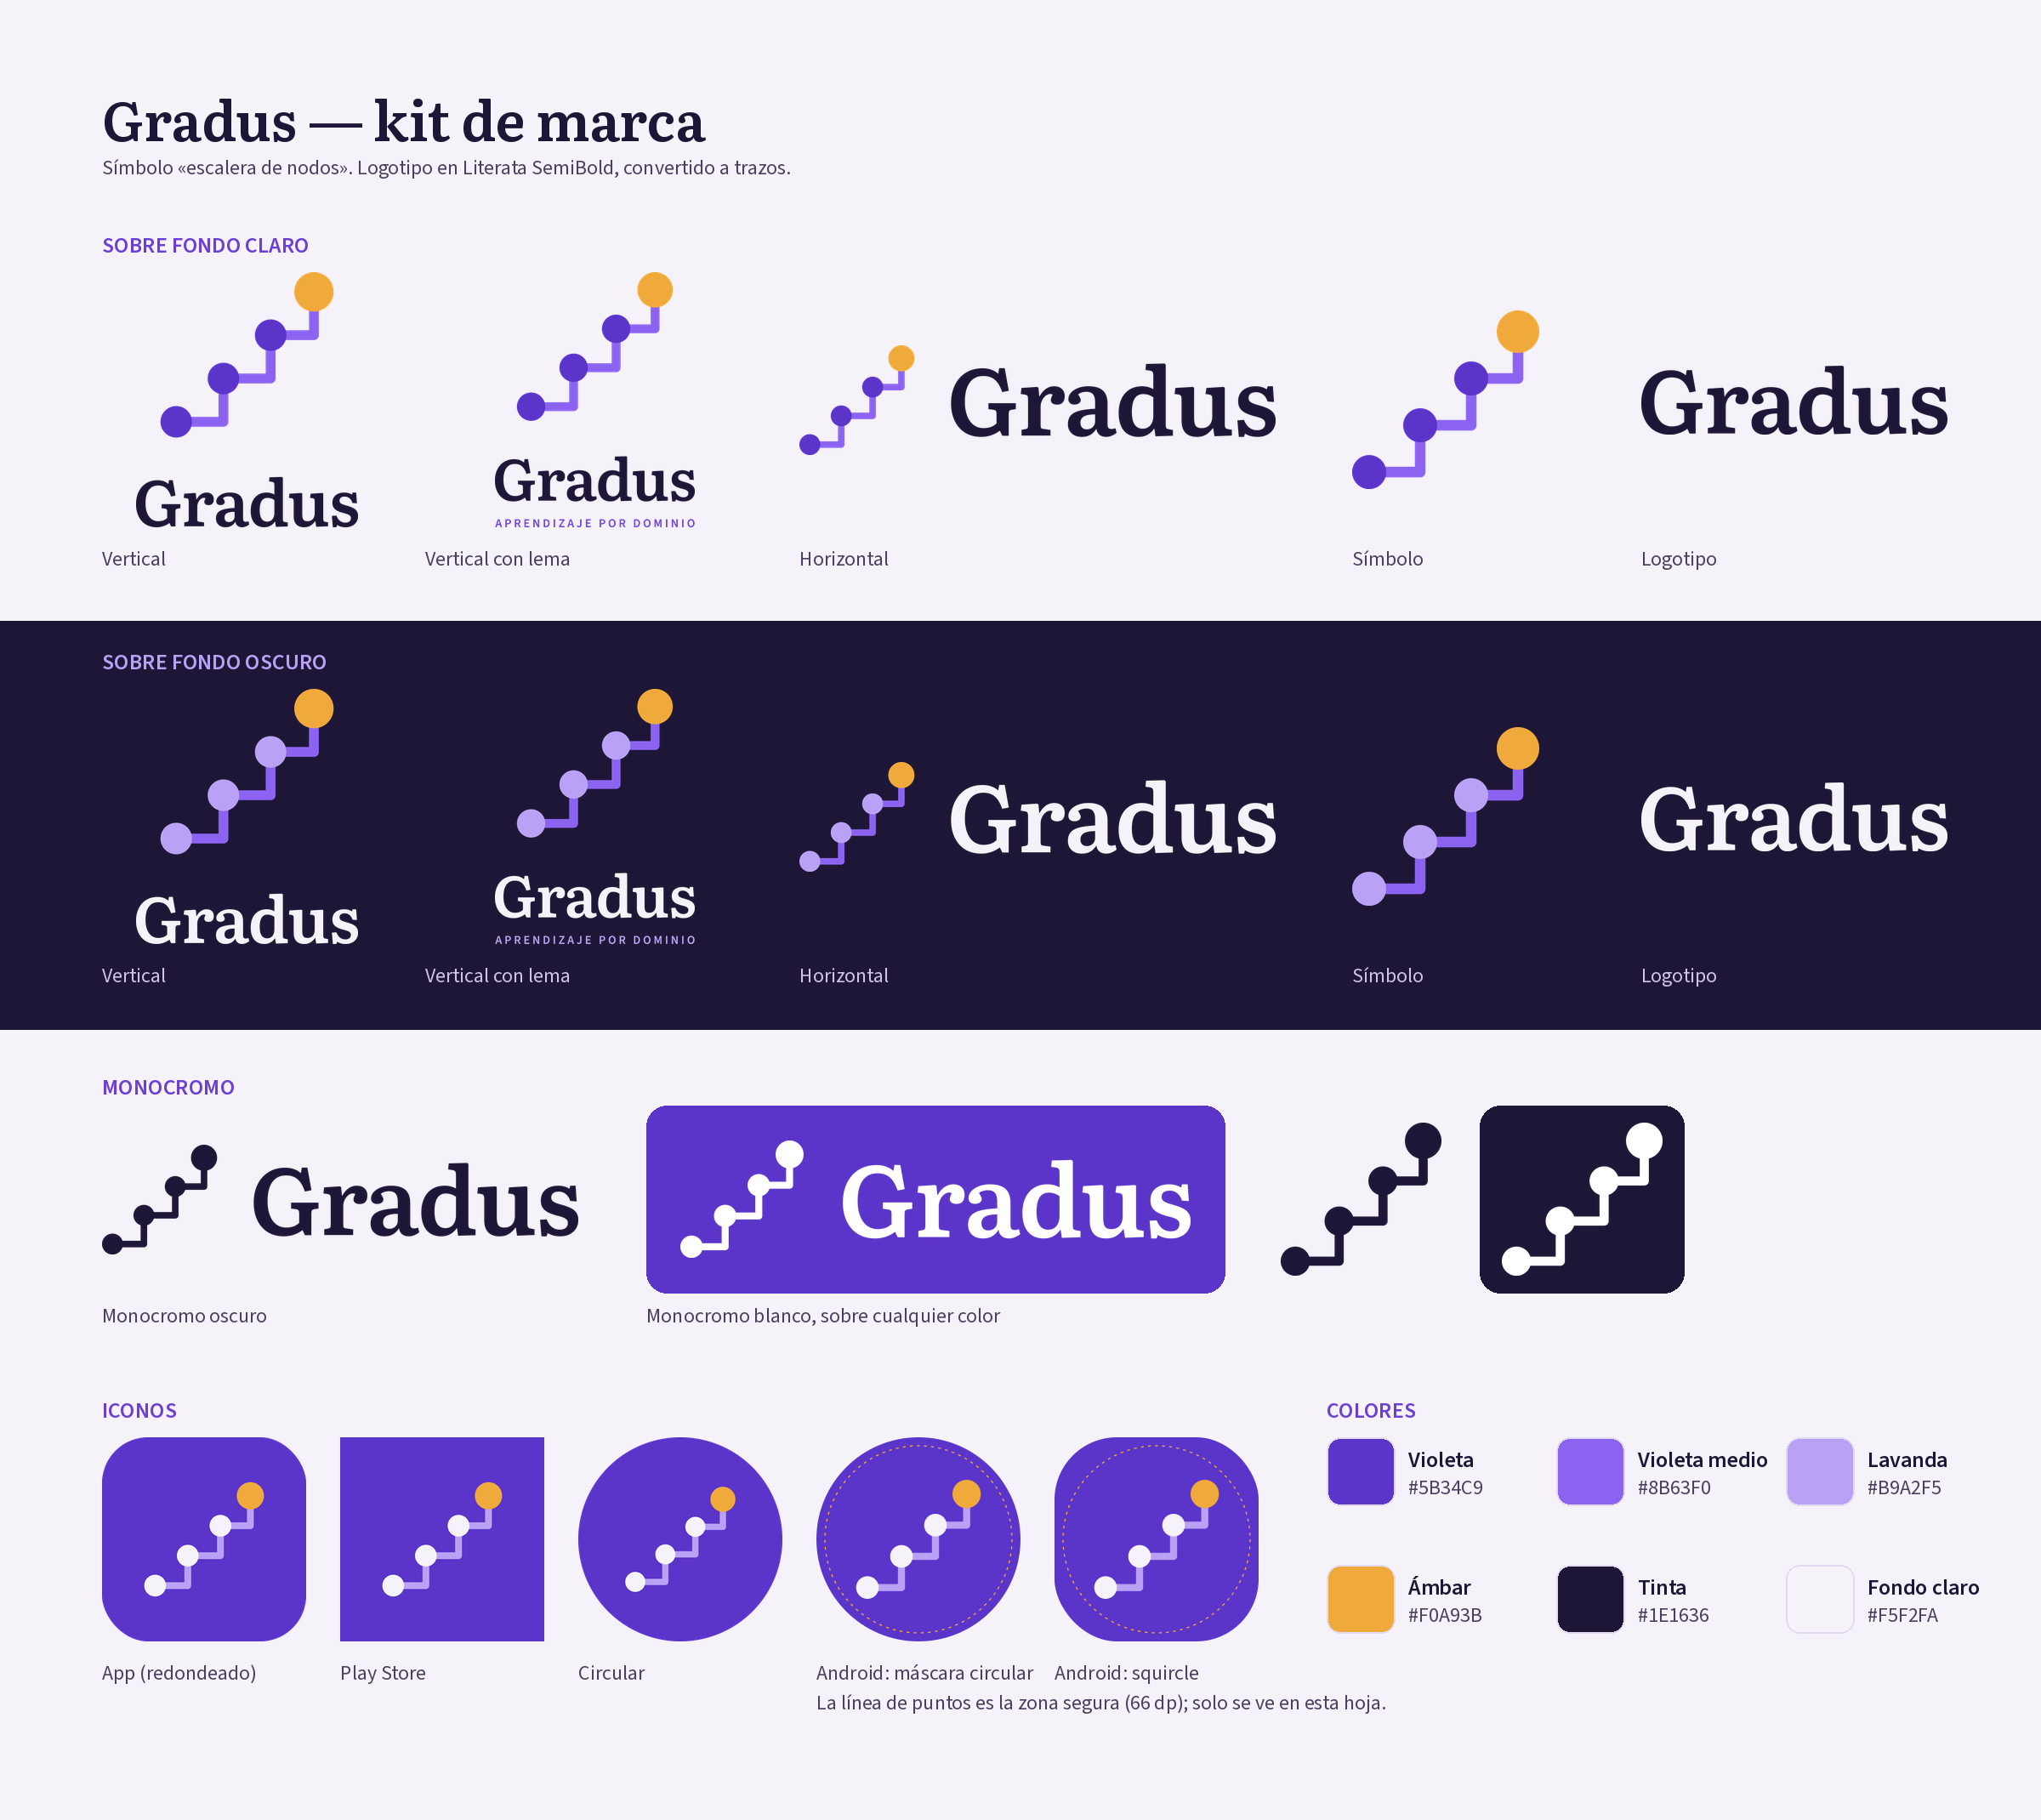 Gradus — kit de marca
Símbolo «escalera de nodos». Logotipo en Literata SemiBold, convertido a trazos.
SOBRE FONDO CLARO
Gradus
Gradus
APRENDIZAJE POR DOMINIO
Gradus
Gradus
Vertical
Vertical con lema
Horizontal
Símbolo
Logotipo
SOBRE FONDO OSCURO
Gradus
Gradus
APRENDIZAJE POR DOMINIO
Gradus
Gradus
Vertical
Vertical con lema
Horizontal
Símbolo
Logotipo
MONOCROMO
Gradus
Gradus
Monocromo oscuro
Monocromo blanco, sobre cualquier color
ICONOS
App (redondeado)
Play Store
Circular
Android: máscara circular
Android: squircle
La línea de puntos es la zona segura (66 dp); solo se ve en esta hoja.
COLORES
Violeta
#5B34C9
Violeta medio
#8B63F0
Lavanda
#B9A2F5
Ámbar
#F0A93B
Tinta
#1E1636
Fondo claro
#F5F2FA